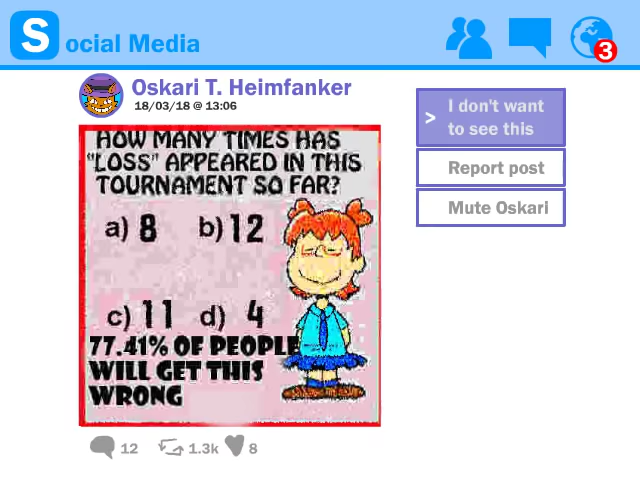 Social Media
3
Oskari T. Heimfanker
18/03/18 @ 13:06
> I don't want
to see this
Report post
Mute Oskari
HOW MANY TIMES HAS
"LOSS" APPEARED IN THIS
TOURNAMENT SO FAR?
a) 8 b) 12
c) 11 d) 4
77.41% OF PEOPLE
WILL GET THIS
WRONG
12 1.3k 8